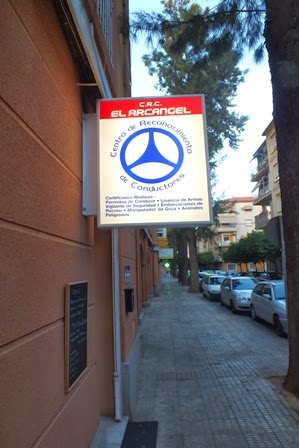 C.R.C.
EL ARCANGEL
Centro de Reconocimiento
de Conductores
Certificados Médicos -
Permisos de Conducir - Licencia de Armas
Vigilante de Seguridad - Embarcaciones de
Recreo - Manipulador de Grúa - Animales
Peligrosos